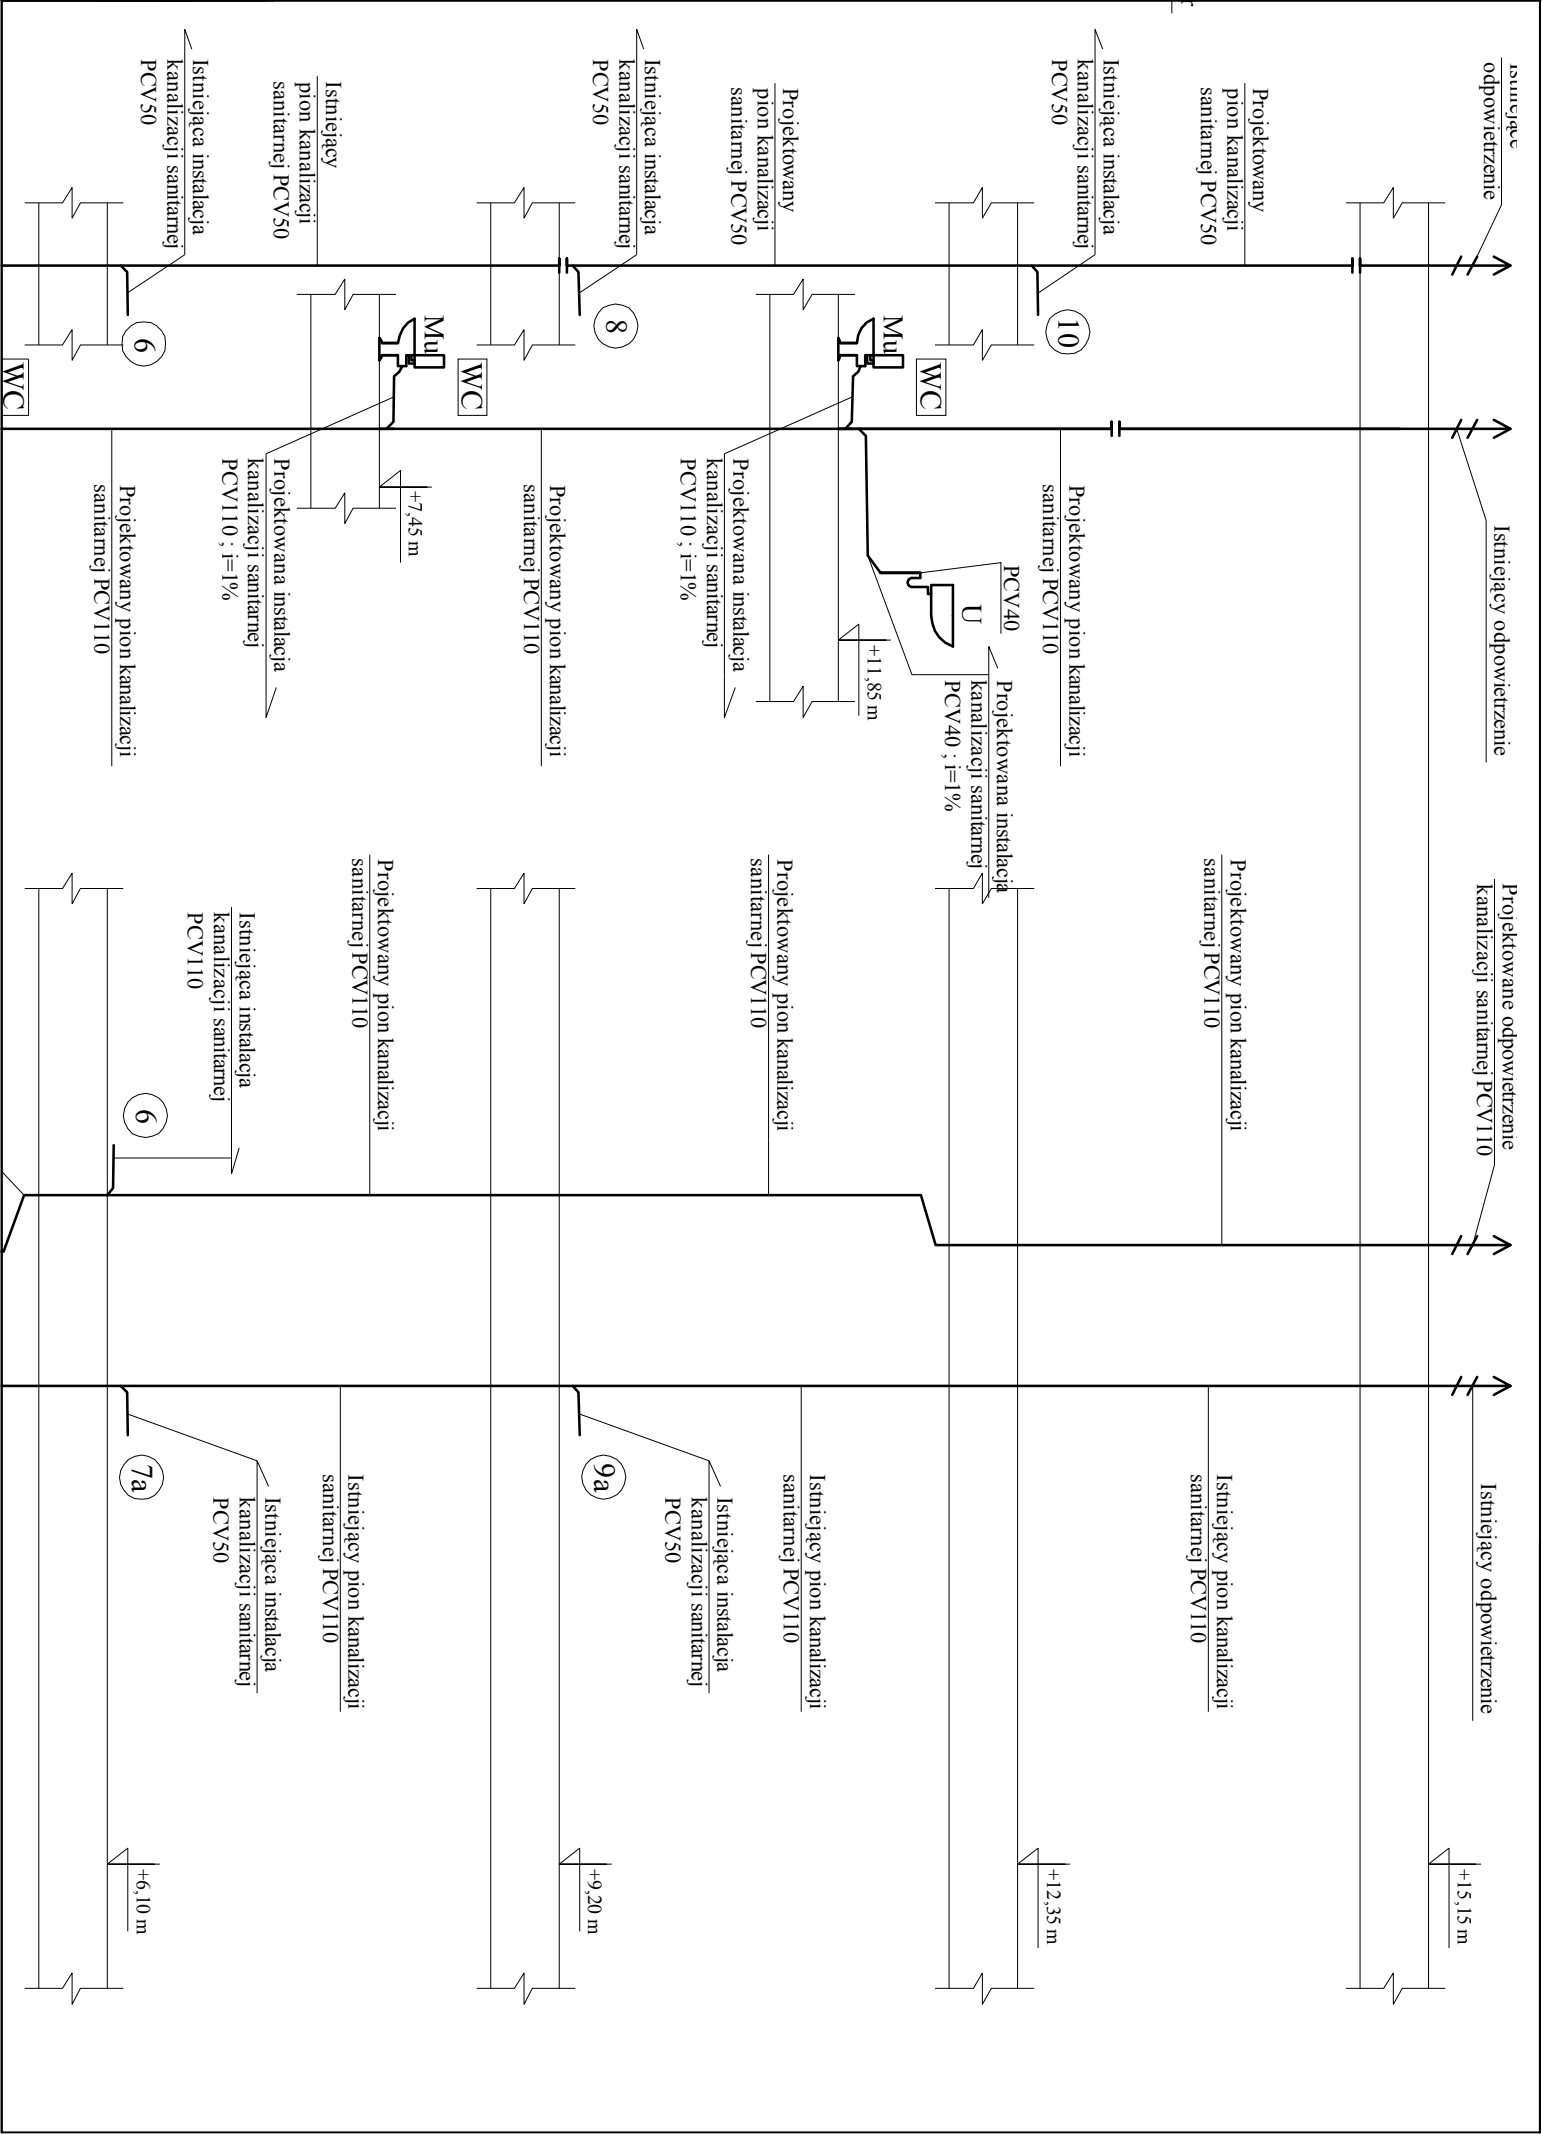 odpowietrzenie
Projektowany
pion kanalizacji
sanitarnej PCV50
Istniejąca instalacja
kanalizacji sanitarnej
PCV50
10
Projektowany
pion kanalizacji
sanitarnej PCV50
Istniejąca instalacja
kanalizacji sanitarnej
PCV50
8
Istniejący
pion kanalizacji
sanitarnej PCV50
Istniejąca instalacja
kanalizacji sanitarnej
PCV50
6
Istniejący odpowietrzenie
Projektowany pion kanalizacji
sanitarnej PCV110
PCV40
U
WC
Mu
Projektowana instalacja
kanalizacji sanitarnej
PCV40 ; i=1%
+11,85 m
Projektowana instalacja
kanalizacji sanitarnej
PCV110 ; i=1%
Projektowany pion kanalizacji
sanitarnej PCV110
WC
Mu
+7,45 m
Projektowana instalacja
kanalizacji sanitarnej
PCV110 ; i=1%
Projektowany pion kanalizacji
sanitarnej PCV110
WC
Projektowane odpowietrzenie
kanalizacji sanitarnej PCV110
Projektowany pion kanalizacji
sanitarnej PCV110
Projektowany pion kanalizacji
sanitarnej PCV110
Projektowany pion kanalizacji
sanitarnej PCV110
Istniejąca instalacja
kanalizacji sanitarnej
PCV110
6
Istniejący odpowietrzenie
Istniejący pion kanalizacji
sanitarnej PCV110
Istniejący pion kanalizacji
sanitarnej PCV110
Istniejąca instalacja
kanalizacji sanitarnej
PCV50
9a
Istniejący pion kanalizacji
sanitarnej PCV110
Istniejąca instalacja
kanalizacji sanitarnej
PCV50
7a
+15,15 m
+12,35 m
+9,20 m
+6,10 m